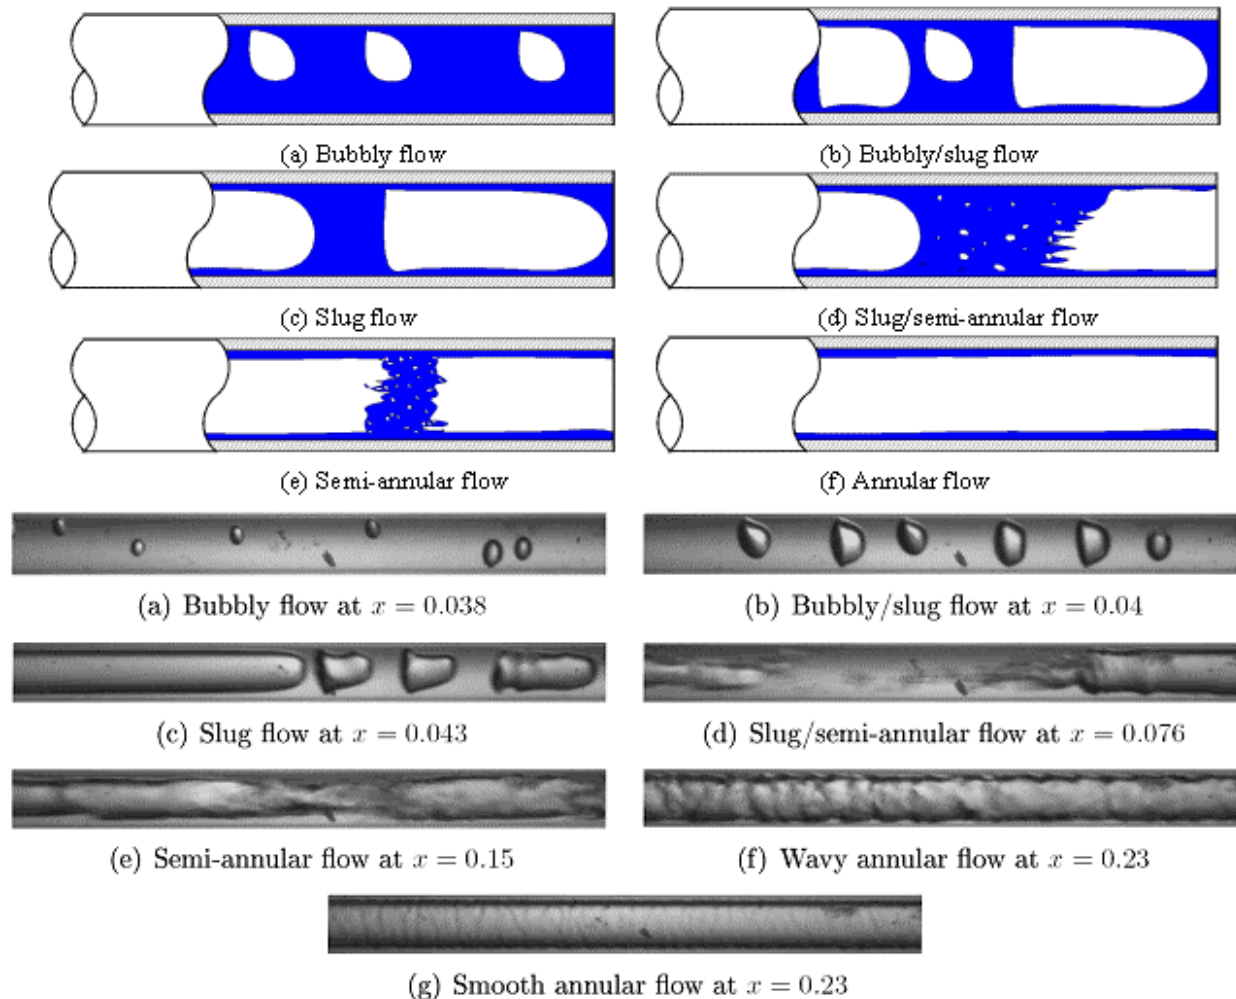 (a) Bubbly flow
(b) Bubbly/slug flow
(c) Slug flow
(d) Slug/semi-annular flow
(e) Semi-annular flow
(f) Annular flow
(a) Bubbly flow at x = 0.038
(b) Bubbly/slug flow at x = 0.04
(c) Slug flow at x = 0.043
(d) Slug/semi-annular flow at x = 0.076
(e) Semi-annular flow at x = 0.15
(f) Wavy annular flow at x = 0.23
(g) Smooth annular flow at x = 0.23